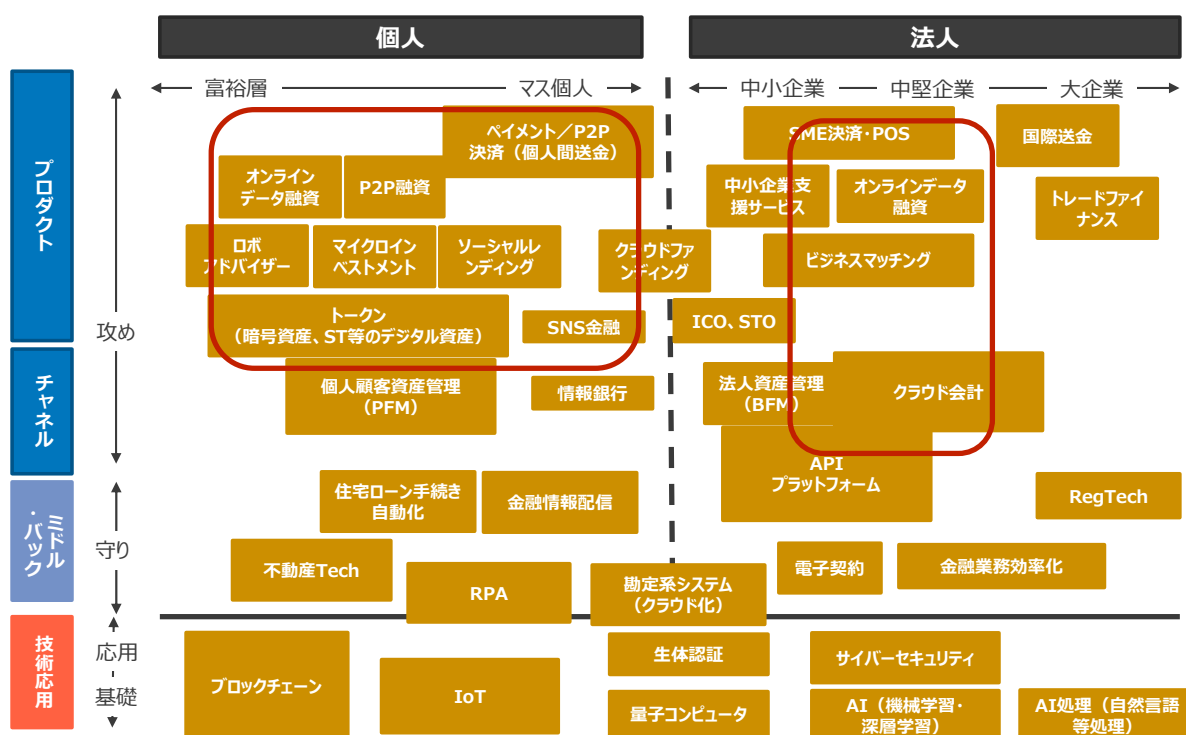 個人
法人
富裕層
マス個人
中小企業
中堅企業
大企業
プロダクト
チャネル
ミドル
・バック
技術応用
攻め
守り
応用
基礎
ペイメント/P2P
決済(個人間送金)
オンライン
データ融資
P2P融資
ロボ
アドバイザー
マイクロイン
ベストメント
ソーシャルレ
ンディング
クラウドファ
ンディング
トークン
(暗号資産、ST等のデジタル資産)
SNS金融
SME決済・POS
国際送金
中小企業支
援サービス
オンラインデータ
融資
トレードファイ
ナンス
ビジネスマッチング
ICO、STO
個人顧客資産管理
(PFM)
情報銀行
法人資産管理
(BFM)
クラウド会計
API
プラットフォーム
住宅ローン手続き
自動化
金融情報配信
RegTech
不動産Tech
RPA
勘定系システム
(クラウド化)
電子契約
金融業務効率化
ブロックチェーン
IoT
生体認証
量子コンピュータ
サイバーセキュリティ
AI(機械学習・
深層学習)
AI処理(自然言語
等処理)